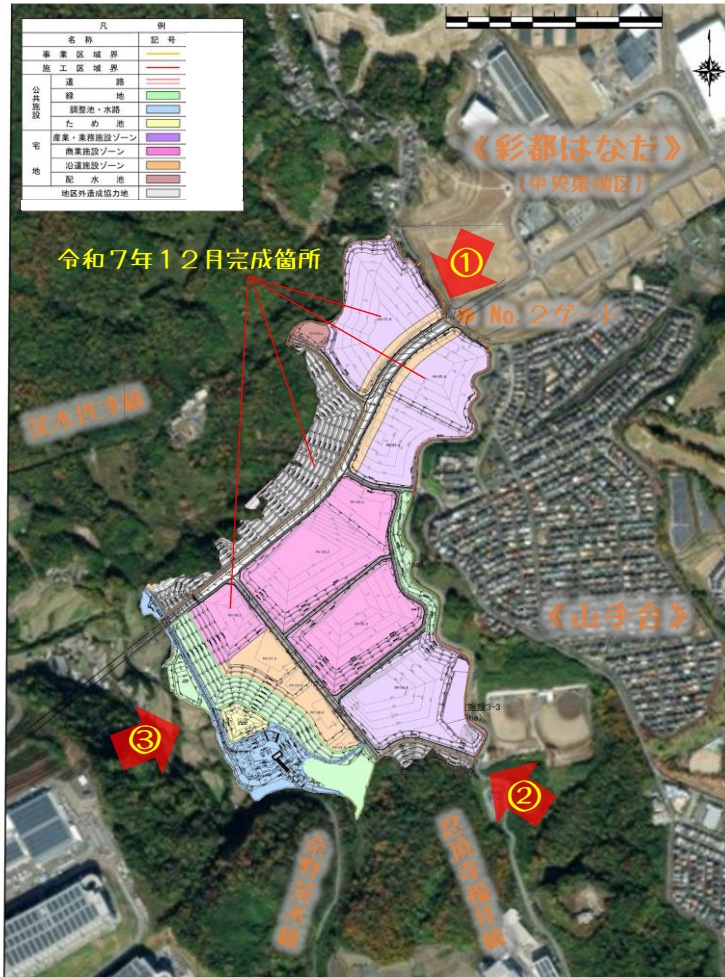 凡例
名称 記号
事業区域界
施工区域界
公共施設
道路
緑地
調整池・水路
ため池
宅地
産業・業務施設ゾーン
商業施設ゾーン
沿道施設ゾーン
配水池
地区外造成協力地
《彩都はなだ》
(中央東地区)
令和7年12月完成箇所
①
No.2ゲート
茨木摂津線
《山手台》
③
②
余野茨木線
忍頂寺福井線